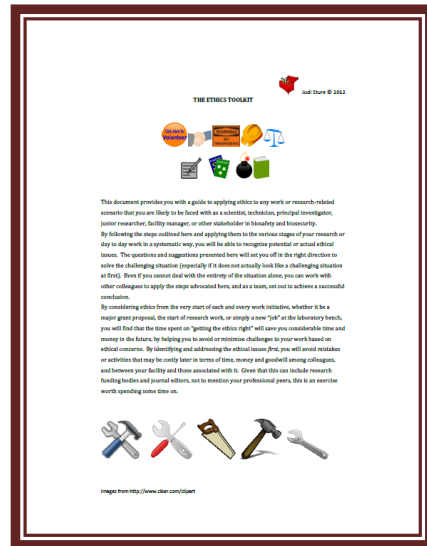 Judi Sture © 2012
THE ETHICS TOOLKIT
WARNING
This document provides you with a guide to applying ethics to any work or research-related
scenario that you are likely to be faced with as a scientist, technician, principal investigator,
junior researcher, facility manager, or other stakeholder in biosafety and biosecurity.
By following the steps outlined here and applying them to the various stages of your research or
day to day work in a systematic way, you will be able to recognise potential or actual ethical
issues. The questions and suggestions presented here will set you off in the right direction to
solve the challenging situation (especially if it does not actually look like a challenging situation
at first). Even if you cannot deal with the entirety of the situation alone, you can work with
other colleagues to apply the steps advocated here, and as a team, set out to achieve a successful
conclusion.
By considering ethics from the very start of each and every work initiative, whether it be a
major grant proposal, the start of research work, or simply a new "job" at the laboratory bench,
you will find that the time spent on "getting the ethics right" will save you considerable time and
money in the future, by helping you to avoid or minimise challenges to your work based on
ethical concerns. By identifying and addressing the ethical issues first, you will avoid mistakes
or activities that may be costly later in terms of time, money and goodwill among colleagues,
and between your facility and those associated with it. Given that this can include research
funding bodies and journal editors, not to mention your professional peers, this is an exercise
worth spending some time on.
Images from http://www.clker.com/clipart